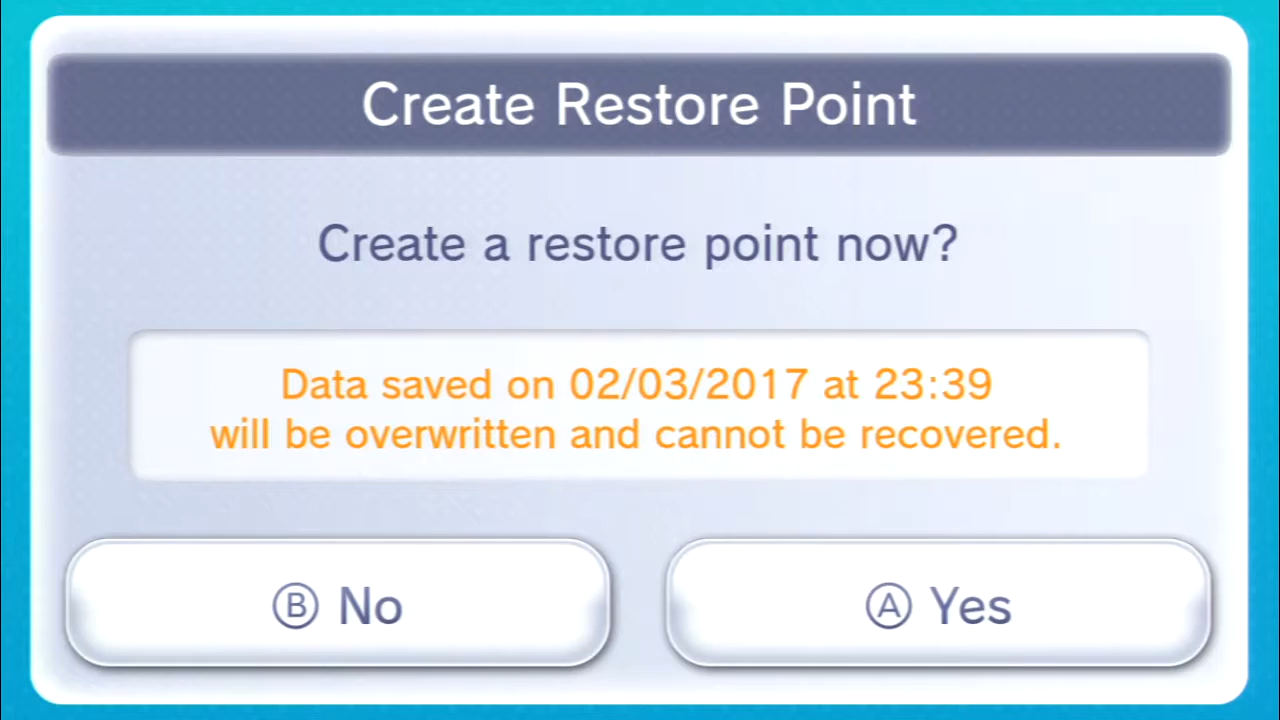 Create Restore Point
Create a restore point now?
Data saved on 02/03/2017 at 23:39
will be overwritten and cannot be recovered.
Ⓑ No
Ⓐ Yes